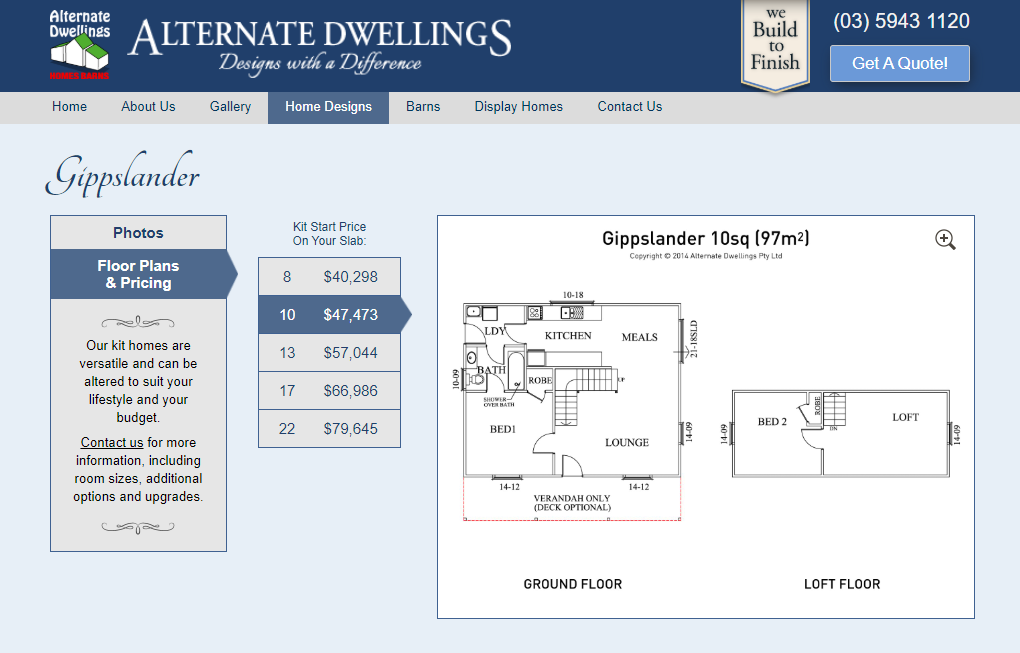 Alternate
Dwellings
HOMES BARNS
ALTERNATE DWELLINGS
Designs with a Difference
we
Build
to
Finish
(03) 5943 1120
Get A Quote!
Home
About Us
Gallery
Home Designs
Barns
Display Homes
Contact Us
Gippslander
Photos
Floor Plans
& Pricing
Our kit homes are
versatile and can be
altered to suit your
lifestyle and your
budget.
Contact us for more
information, including
room sizes, additional
options and upgrades.
Kit Start Price
On Your Slab:
8 $40,298
10 $47,473
13 $57,044
17 $66,986
22 $79,645
Gippslander 10sq (97m²)
Copyright © 2014 Alternate Dwellings Pty Ltd
10-18
LDY
KITCHEN
MEALS
21-18SLD
BATH
10-09
ROBE
UP
SHOWER
OVER BATH
BED1
LOUNGE
14-09
14-12
14-12
VERANDAH ONLY
(DECK OPTIONAL)
GROUND FLOOR
ROBE
BED 2
LOFT
DN
14-09
14-09
LOFT FLOOR